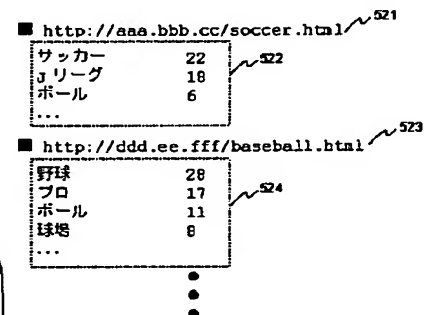 ■ http://aaa.bbb.cc/soccer.html 521
サッカー 22 522
Jリーグ 18
ボール 6
...
■ http://ddd.ee.fff/baseball.html 523
野球 28
プロ 17 524
ボール 11
球場 8
...